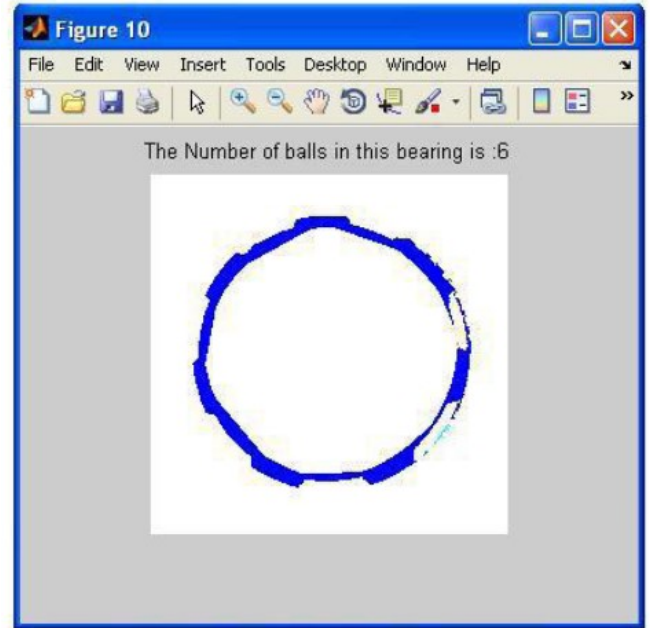 Figure 10
File Edit View Insert Tools Desktop Window Help
The Number of balls in this bearing is :6